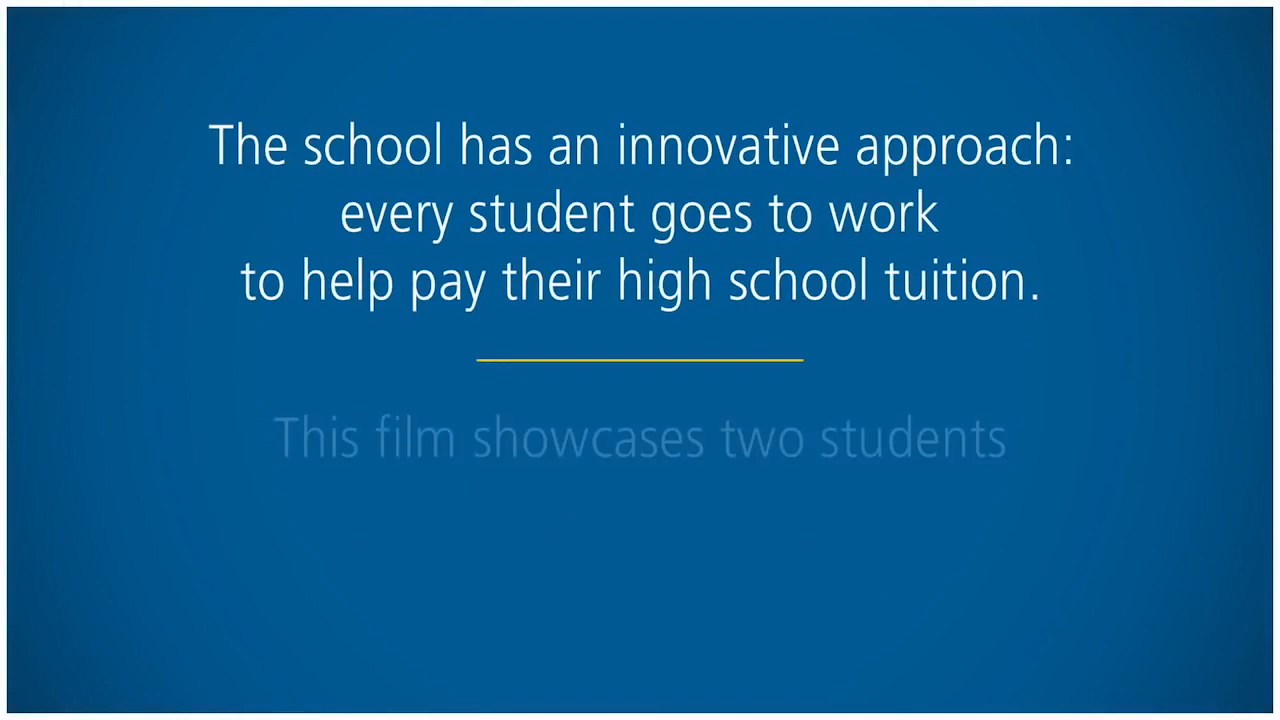 The school has an innovative approach:
every student goes to work
to help pay their high school tuition.
This film showcases two students